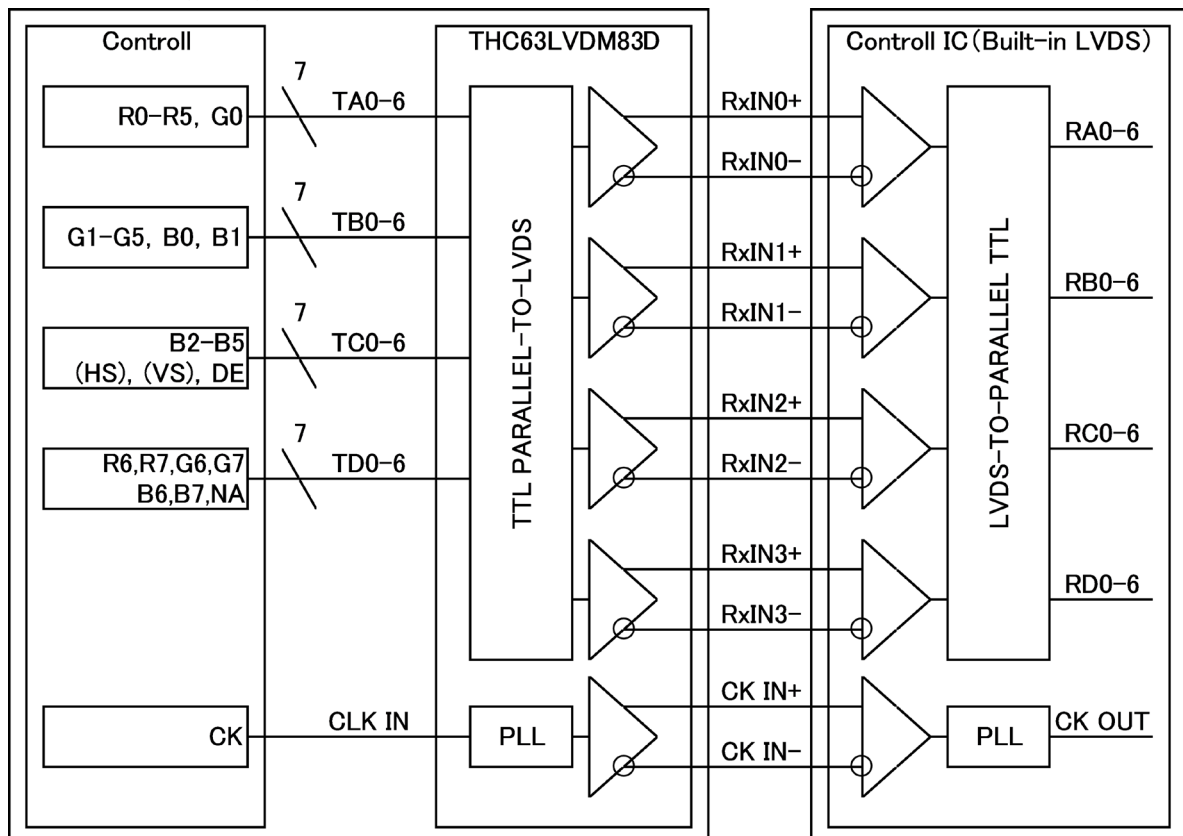 Controll
THC63LVDM83D
Controll IC(Built-in LVDS)
7
R0-R5, G0
TA0-6
RxIN0+
RxIN0-
RA0-6
7
G1-G5, B0, B1
TB0-6
RxIN1+
RxIN1-
RB0-6
7
B2-B5
(HS), (VS), DE
TC0-6
RxIN2+
RxIN2-
RC0-6
7
R6,R7,G6,G7
B6,B7,NA
TD0-6
RxIN3+
RxIN3-
RD0-6
TTL PARALLEL-TO-LVDS
LVDS-TO-PARALLEL TTL
CK
CLK IN
PLL
CK IN+
CK IN-
PLL
CK OUT